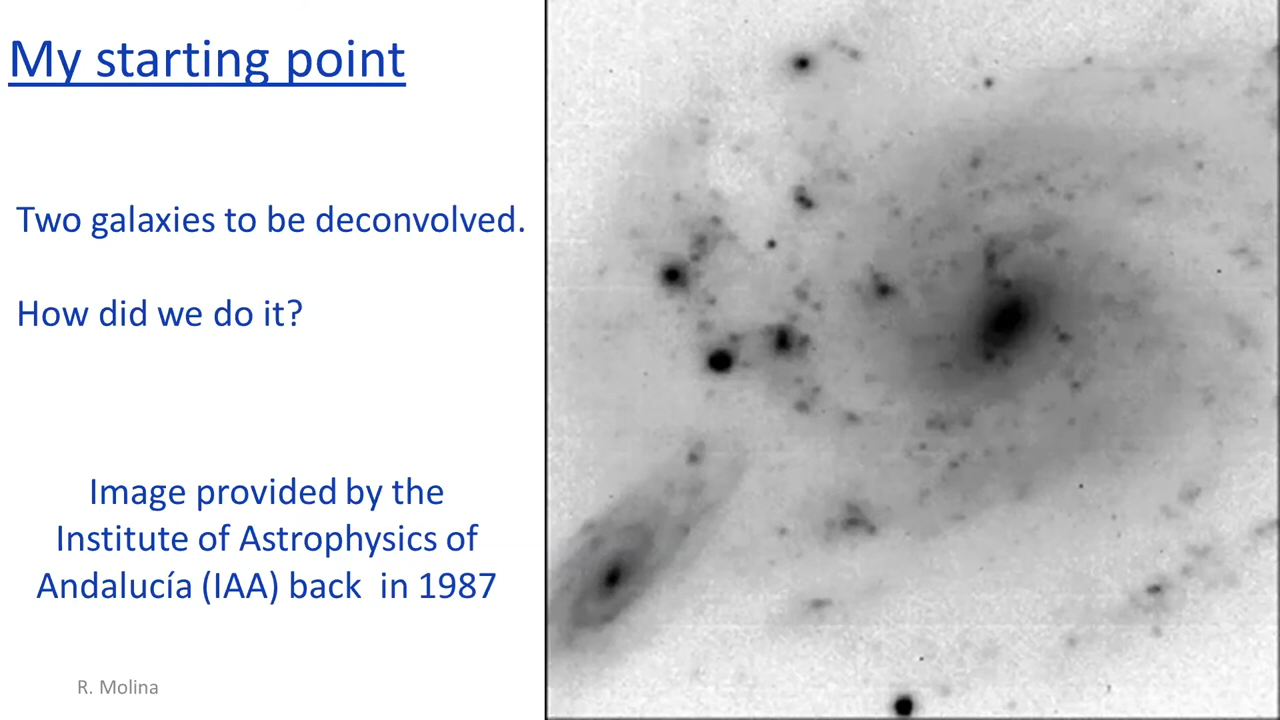 My starting point
Two galaxies to be deconvolved.
How did we do it?
Image provided by the
Institute of Astrophysics of
Andalucía (IAA) back  in 1987
R. Molina